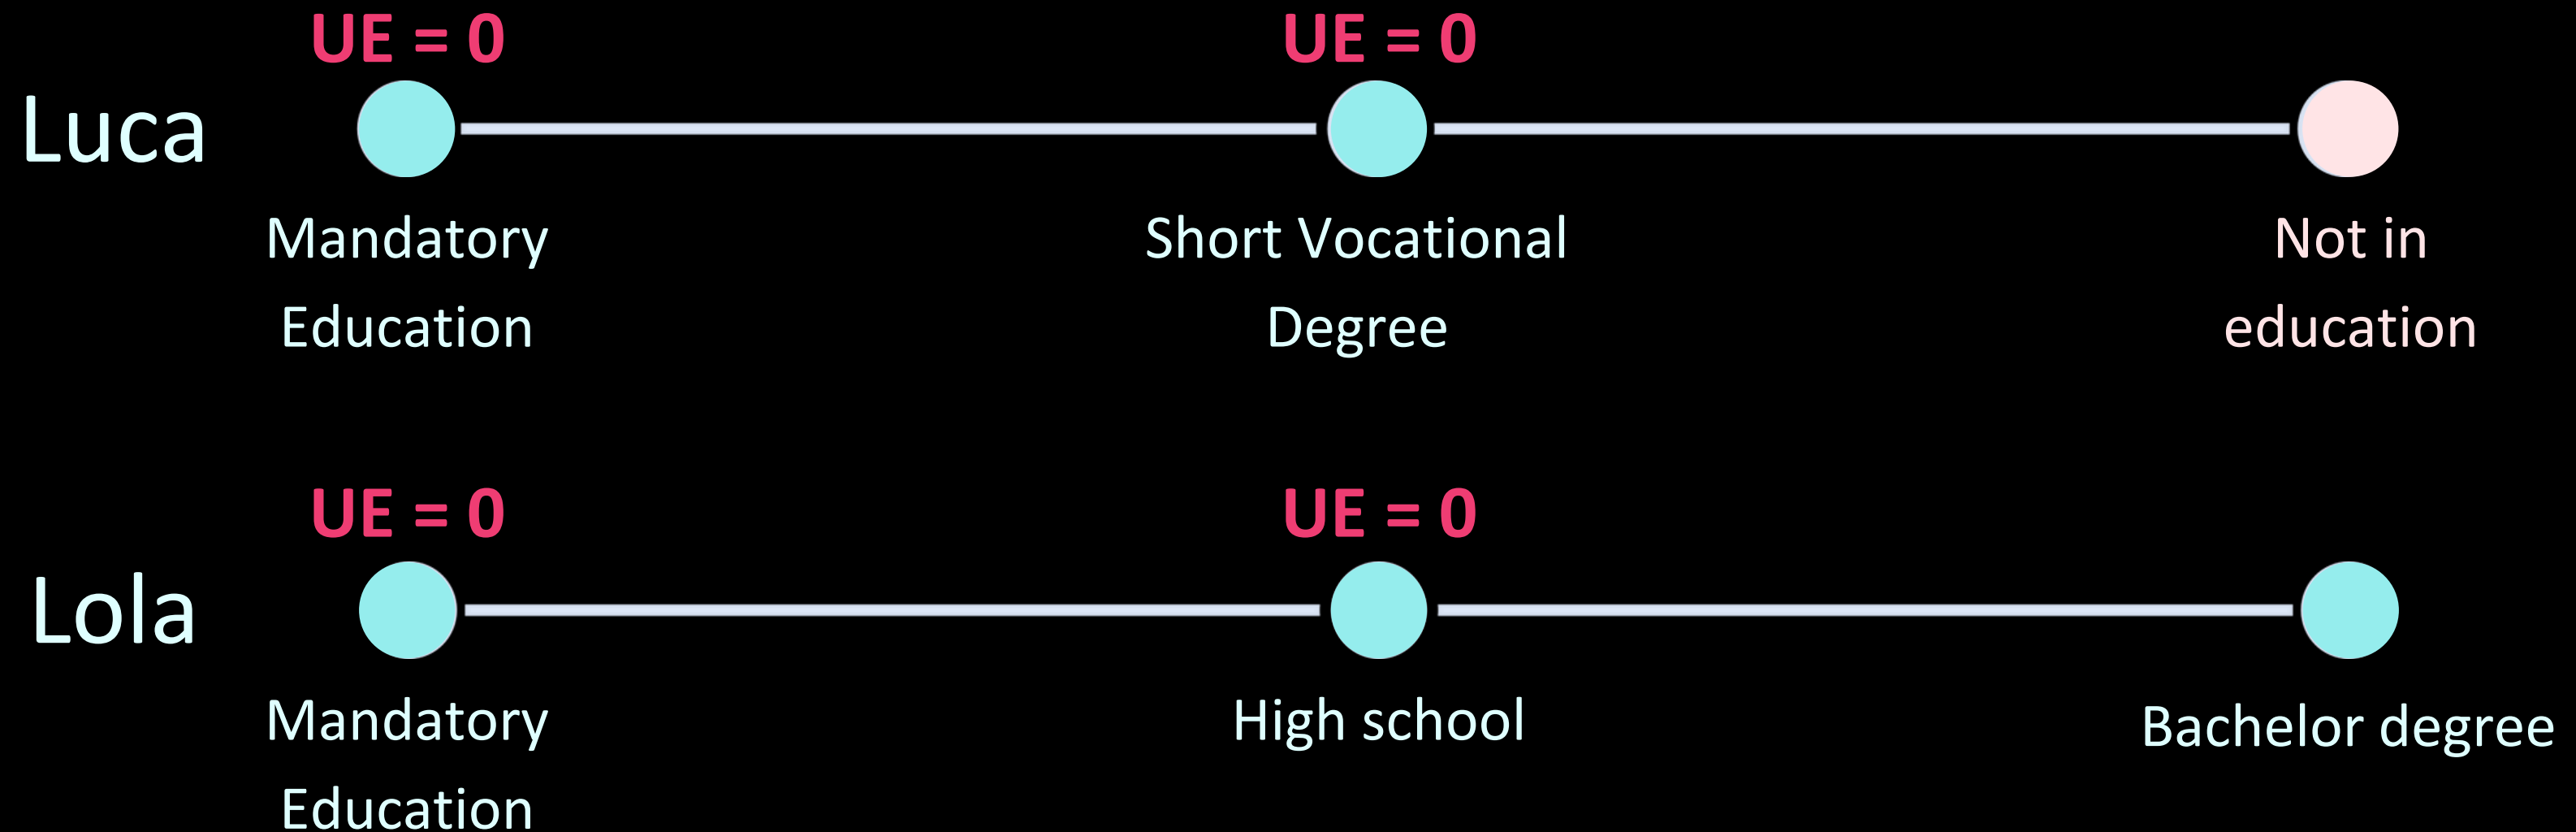 UE = 0
UE = 0
Luca
Mandatory
Education
Short Vocational
Degree
Not in
education
UE = 0
UE = 0
Lola
Mandatory
Education
High school
Bachelor degree